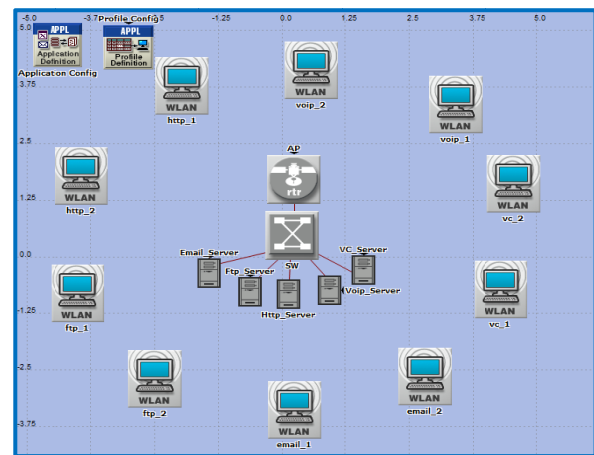 -5.0 -3.75 Profile Config -2.5 -1.25 0.0 1.25 2.5 3.75 5.0
5.0
APPL
Application
Definition
Applicaton Config
APPL
Profile
Definition
WLAN
http_1
WLAN
voip_2
WLAN
voip_1
3.75
2.5
AP
rtr
WLAN
http_2
WLAN
vc_2
1.25
SW
0.0
Email_Server
Ftp_Server
Http_Server
Voip_Server
VC_Server
WLAN
ftp_1
WLAN
vc_1
-1.25
-2.5
WLAN
ftp_2
WLAN
email_1
WLAN
email_2
-3.75